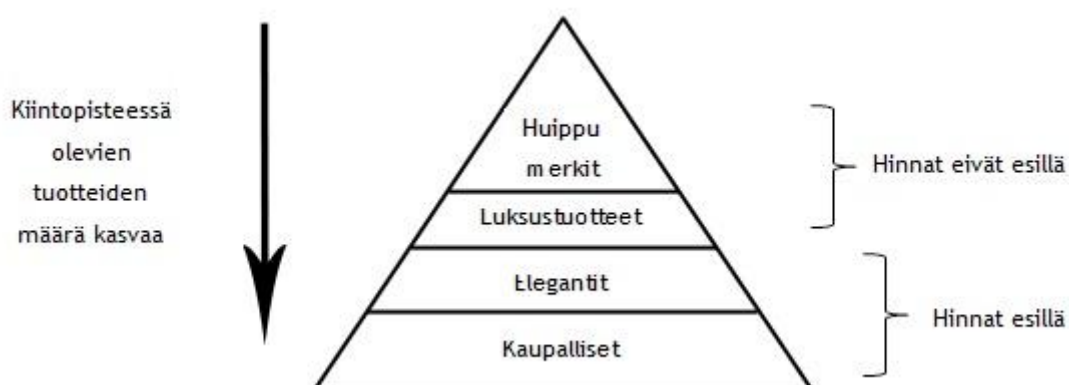 Kiintopisteessä
olevien
tuotteiden
määrä kasvaa
Huippu
merkit
Luksustuotteet
Elegantit
Kaupalliset
Hinnat eivät esillä
Hinnat esillä